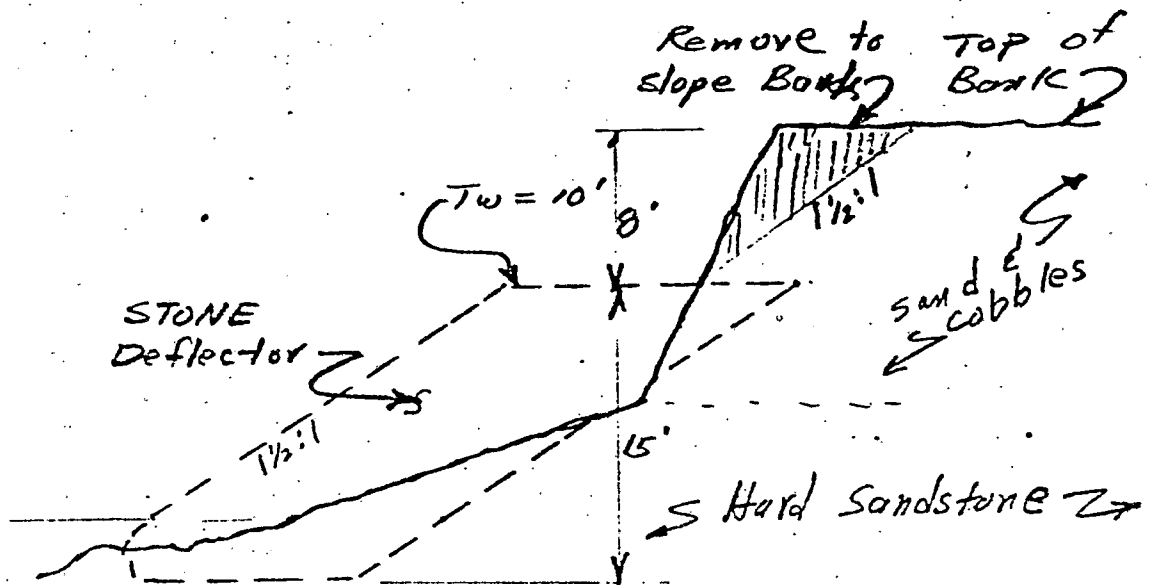 Remove to
slope Bank
Top of
Bank
Tw = 10'
8'
1½:1
sand &
cobbles
STONE
Deflector
1½:1
15'
Hard Sandstone